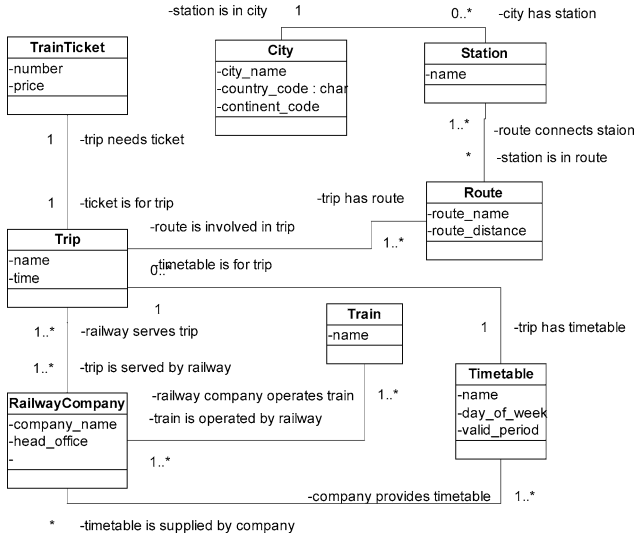 -station is in city
1
0..*
-city has station
TrainTicket
-number
-price
City
-city_name
-country_code : char
-continent_code
Station
-name
1
-trip needs ticket
1..*
-route connects staion
*
-station is in route
1
-ticket is for trip
-trip has route
Route
-route_name
-route_distance
-route is involved in trip
1..*
Trip
-name
-time
0..*
-timetable is for trip
1
Train
-name
1
-trip has timetable
1..*
-railway serves trip
1..*
-trip is served by railway
Timetable
-name
-day_of_week
-valid_period
RailwayCompany
-company_name
-head_office
-
-railway company operates train
1..*
-train is operated by railway
1..*
-company provides timetable
1..*
*
-timetable is supplied by company